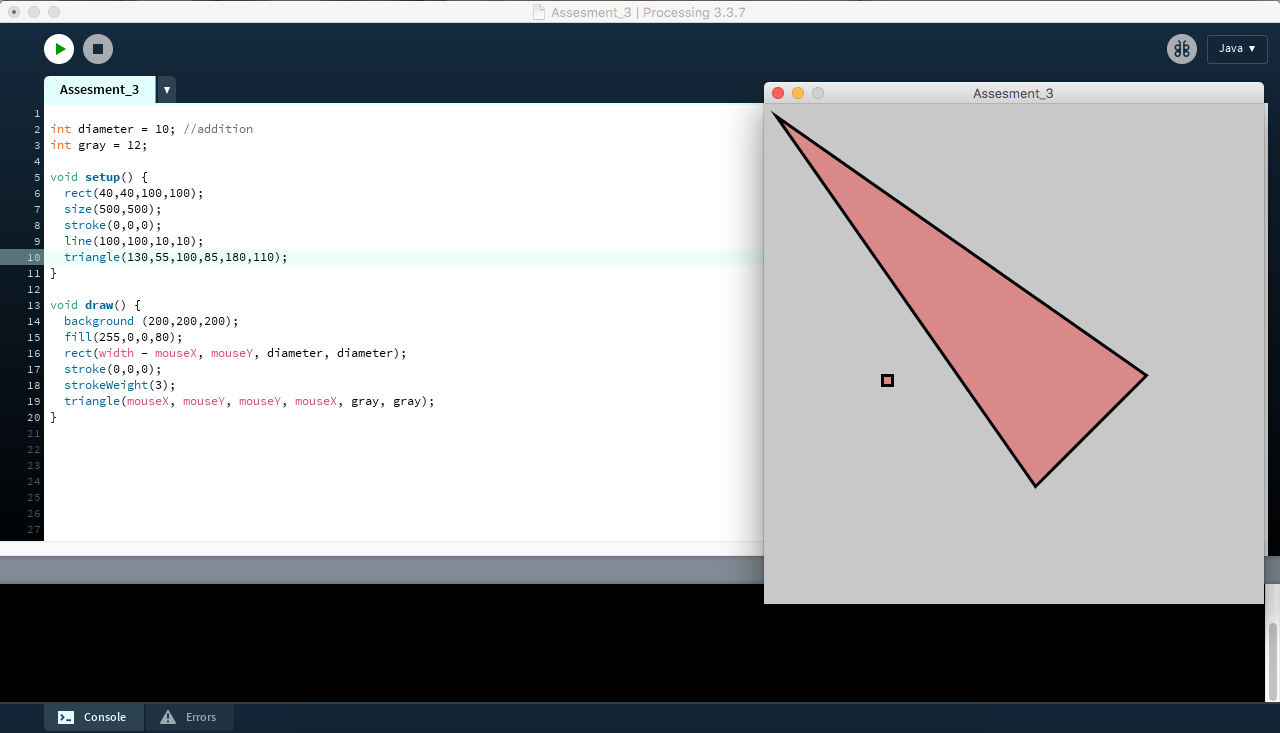 Assesment_3 | Processing 3.3.7
Java ▼
Assesment_3 ▼
Assesment_3
1
2 int diameter = 10; //addition
3 int gray = 12;
4
5 void setup() {
6 rect(40,40,100,100);
7 size(500,500);
8 stroke(0,0,0);
9 line(100,100,10,10);
10 triangle(130,55,100,85,180,110);
11 }
12
13 void draw() {
14 background (200,200,200);
15 fill(255,0,0,80);
16 rect(width - mouseX, mouseY, diameter, diameter);
17 stroke(0,0,0);
18 strokeWeight(3);
19 triangle(mouseX, mouseY, mouseY, mouseX, gray, gray);
20 }
21
22
23
24
25
26
27
Console
Errors